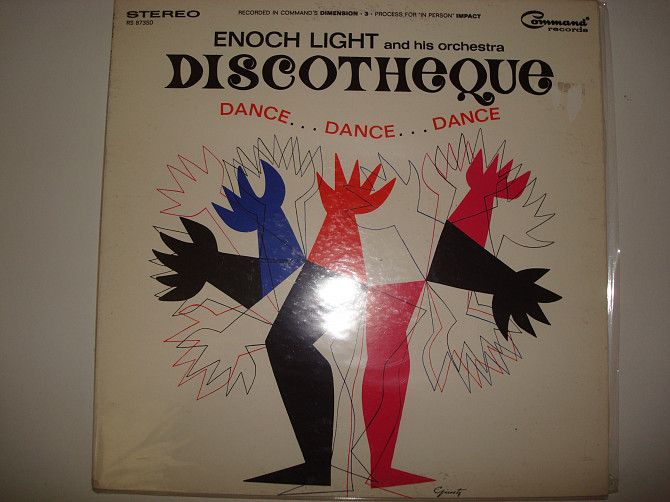 STEREO
RS 873SD
RECORDED IN COMMAND'S DIMENSION - 3 - PROCESS FOR "IN PERSON" IMPACT
Command
records
ENOCH LIGHT and his orchestra
DISCOTHEQUE
DANCE... DANCE... DANCE